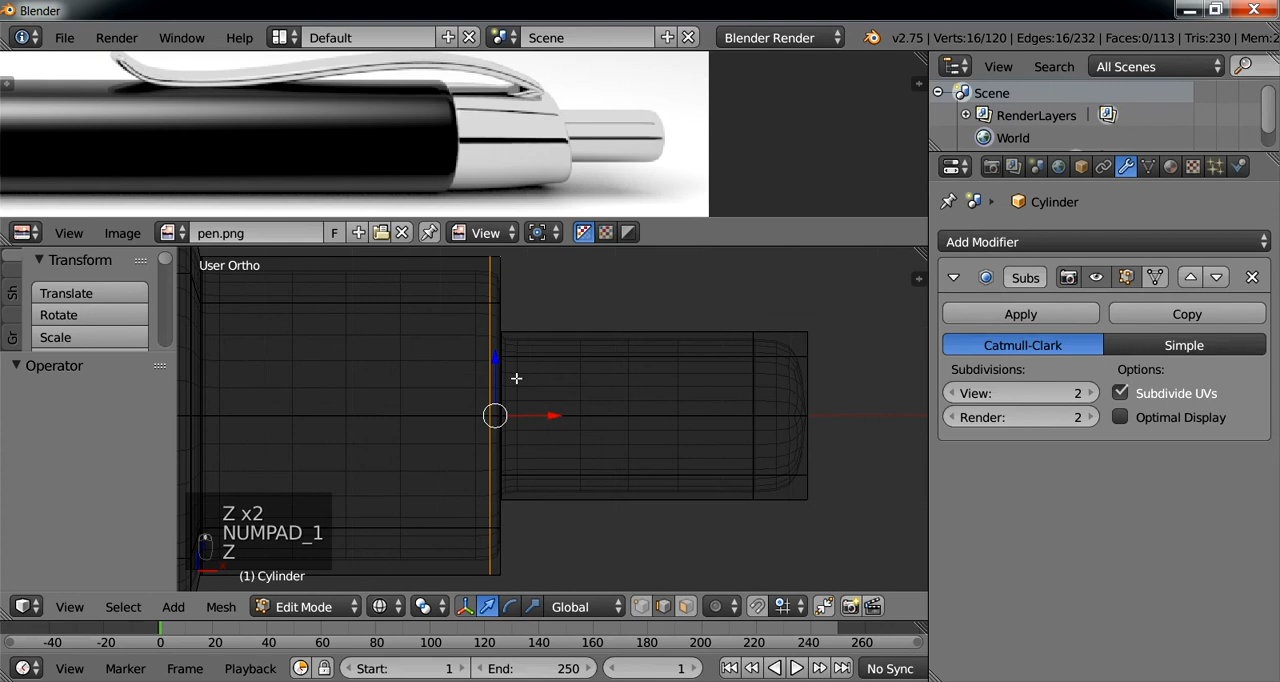 Blender
File Render Window Help Default Scene Blender Render v2.75 | Verts:16/120 | Edges:16/232 | Faces:0/113 | Tris:230 | Mem:2
View Search All Scenes
Scene
RenderLayers |
World
Cylinder
Add Modifier
Subs
Apply Copy
Catmull-Clark Simple
Subdivisions: Options:
View: 2 Subdivide UVs
Render: 2 Optimal Display
View Image pen.png F View
Transform
Translate
Rotate
Scale
Operator
Sh
Gr
User Ortho
Z x2
NUMPAD_1
Z
(1) Cylinder
View Select Add Mesh Edit Mode Global
-40 -20 0 20 40 60 80 100 120 140 160 180 200 220 240 260
View Marker Frame Playback Start: 1 End: 250 1 No Sync